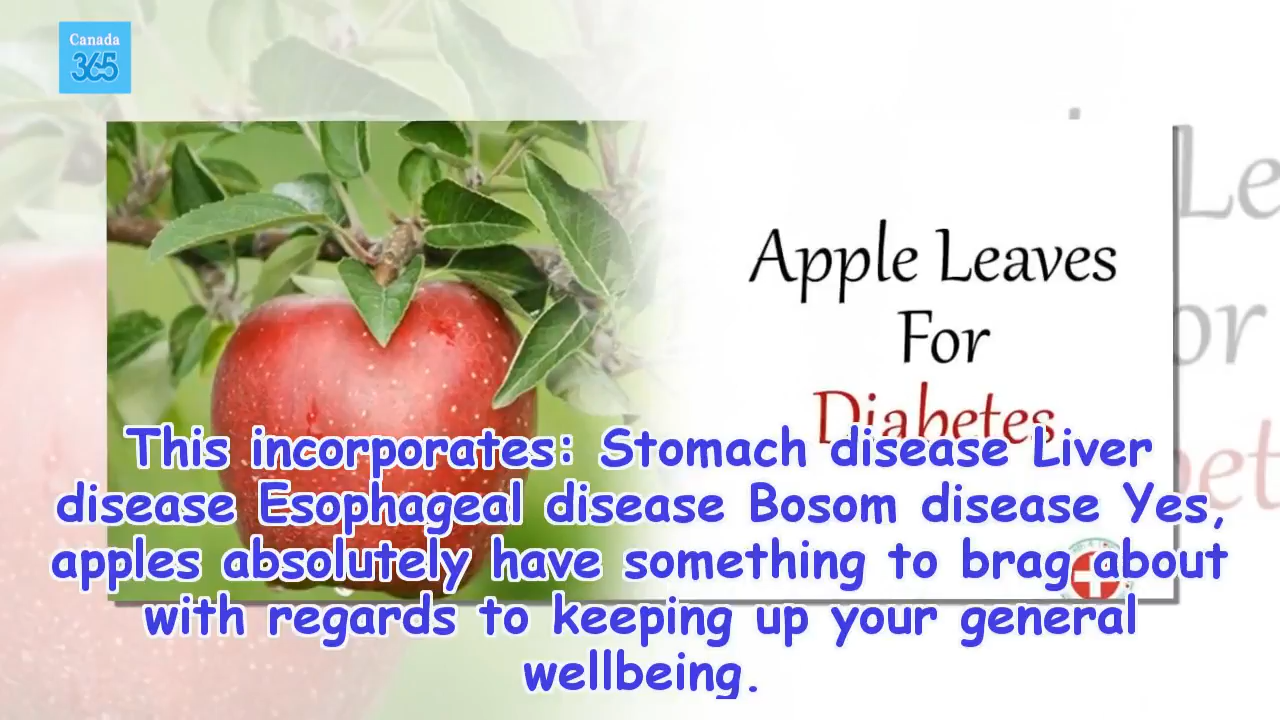 Canada
365
Apple Leaves
For
Diabetes
This incorporates: Stomach disease Liver
disease Esophageal disease Bosom disease Yes,
apples absolutely have something to brag about
with regards to keeping up your general
wellbeing.